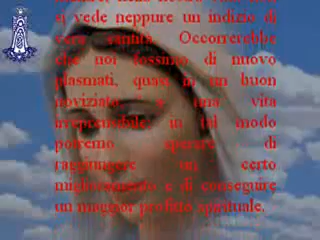 si vede neppure un indizio di
vera santità. Occorrerebbe
che noi fossimo di nuovo
plasmati, quasi in un buon
noviziato, a una vita
irreprensibile: in tal modo
potremo sperare di
raggiungere un certo
miglioramento e di conseguire
un maggior profitto spirituale.